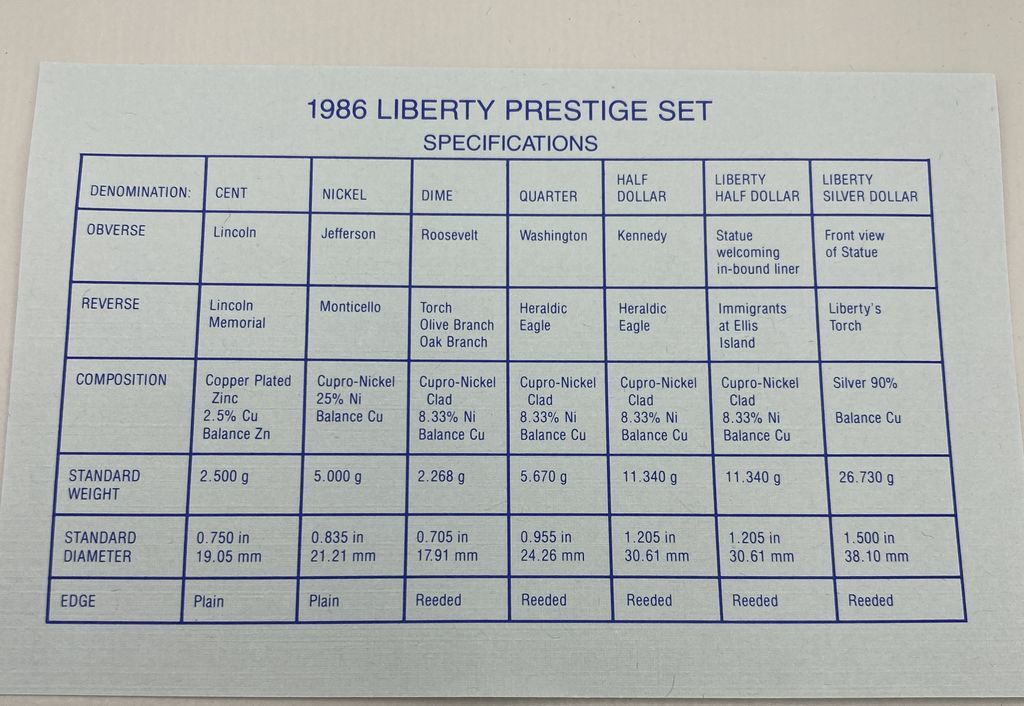 1986 LIBERTY PRESTIGE SET
SPECIFICATIONS
DENOMINATION: CENT NICKEL DIME QUARTER HALF DOLLAR LIBERTY HALF DOLLAR LIBERTY SILVER DOLLAR
OBVERSE Lincoln Jefferson Roosevelt Washington Kennedy Statue welcoming in-bound liner Front view of Statue
REVERSE Lincoln Memorial Monticello Torch Olive Branch Oak Branch Heraldic Eagle Heraldic Eagle Immigrants at Ellis Island Liberty's Torch
COMPOSITION Copper Plated Zinc 2.5% Cu Balance Zn Cupro-Nickel 25% Ni Balance Cu Cupro-Nickel Clad 8.33% Ni Balance Cu Cupro-Nickel Clad 8.33% Ni Balance Cu Cupro-Nickel Clad 8.33% Ni Balance Cu Cupro-Nickel Clad 8.33% Ni Balance Cu Silver 90% Balance Cu
STANDARD WEIGHT 2.500 g 5.000 g 2.268 g 5.670 g 11.340 g 11.340 g 26.730 g
STANDARD DIAMETER 0.750 in 19.05 mm 0.835 in 21.21 mm 0.705 in 17.91 mm 0.955 in 24.26 mm 1.205 in 30.61 mm 1.205 in 30.61 mm 1.500 in 38.10 mm
EDGE Plain Plain Reeded Reeded Reeded Reeded Reeded